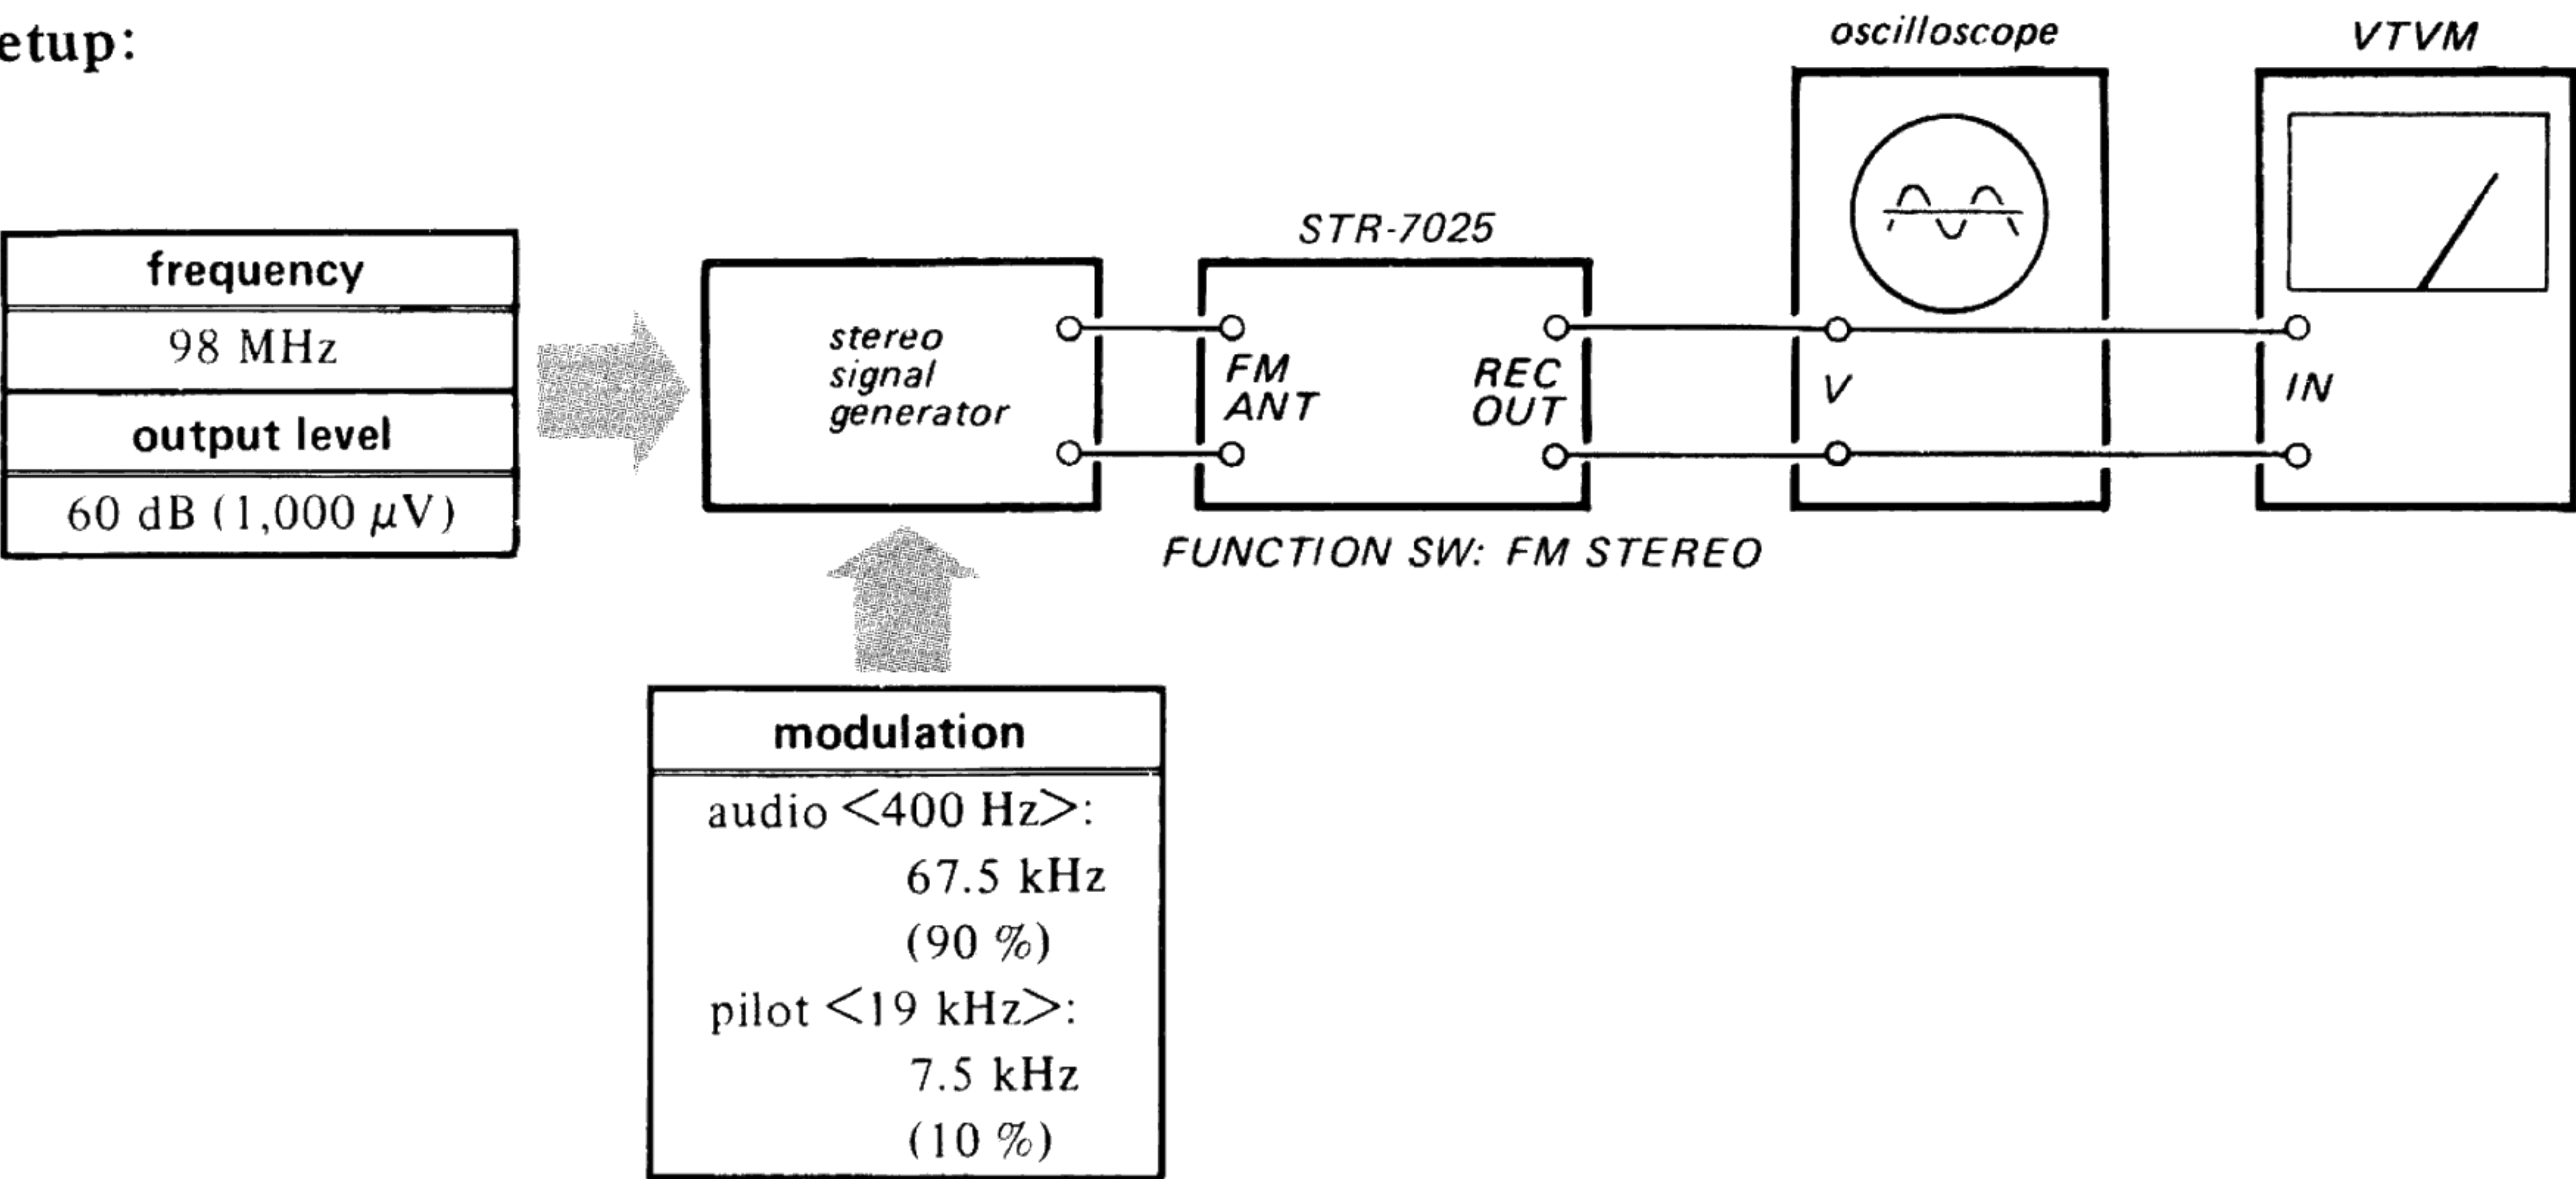 etup:
frequency
98 MHz
output level
60 dB (1,000 μV)
stereo
signal
generator
STR-7025
FM
ANT
REC
OUT
FUNCTION SW: FM STEREO
oscilloscope
V
VTVM
IN
modulation
audio <400 Hz>:
67.5 kHz
(90 %)
pilot <19 kHz>:
7.5 kHz
(10 %)